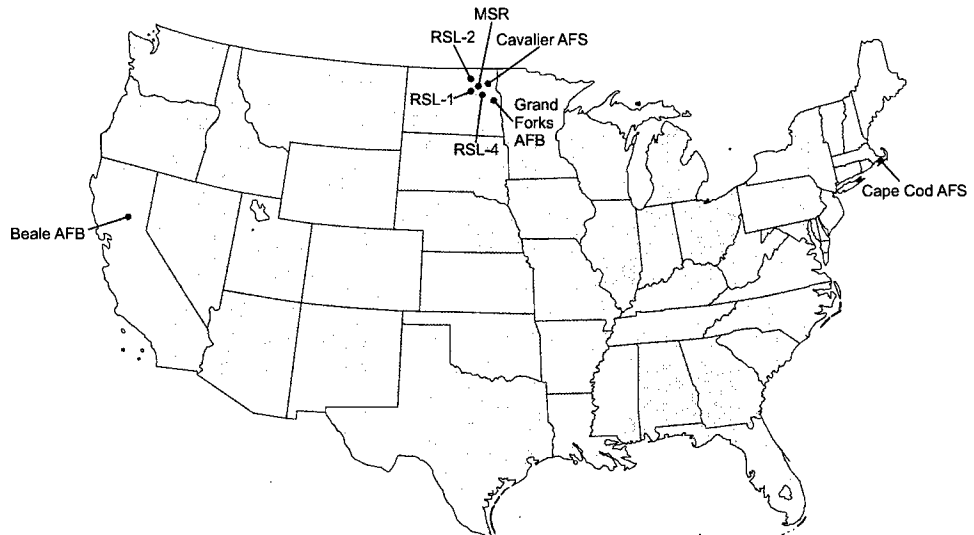 MSR
RSL-2
Cavalier AFS
RSL-1
Grand
Forks
AFB
RSL-4
Cape Cod AFS
Beale AFB